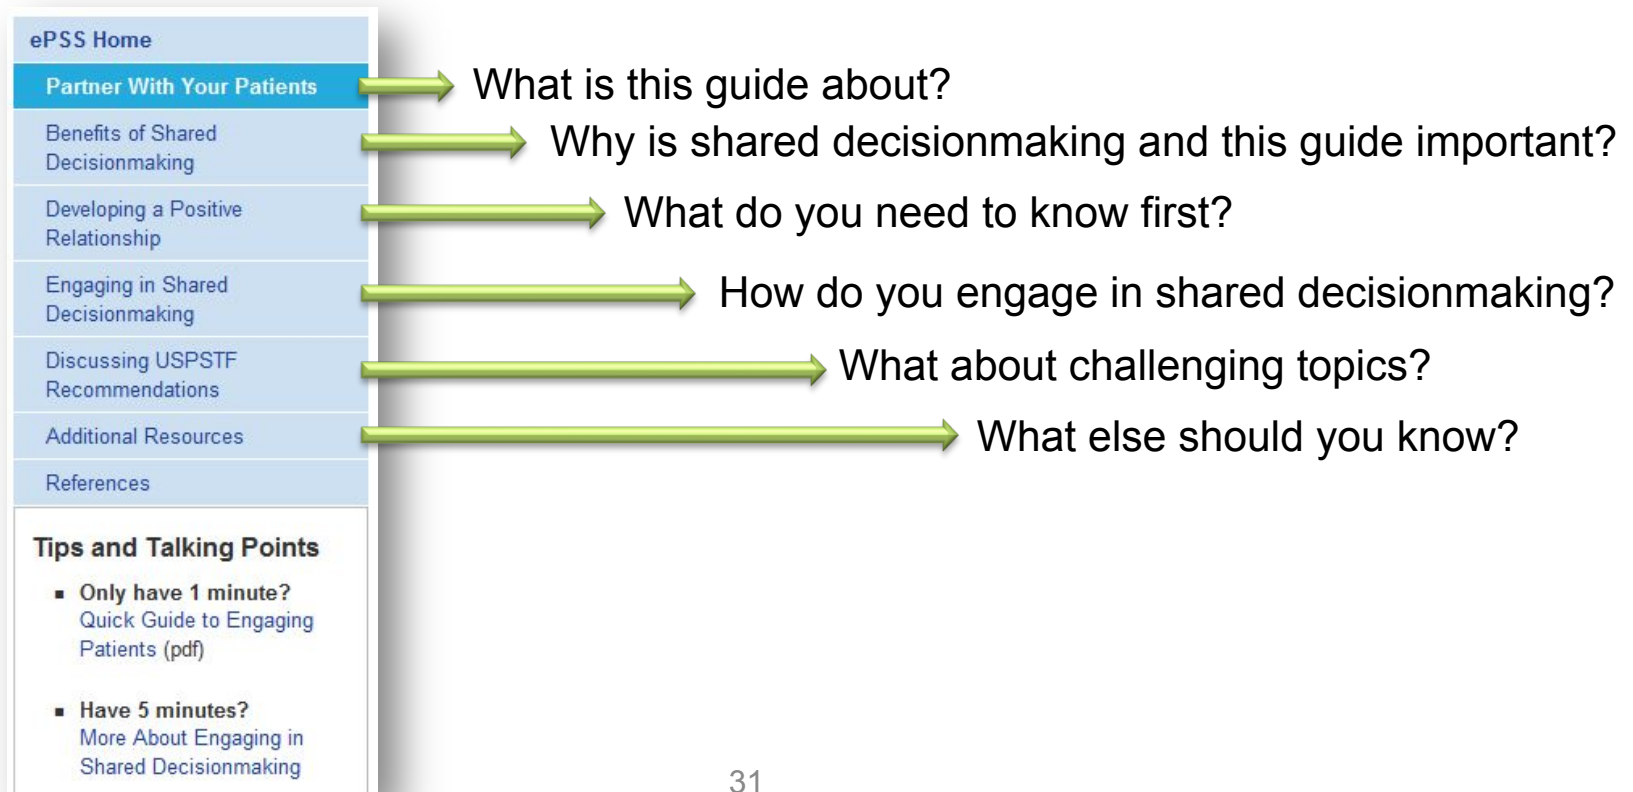 ePSS Home
Partner With Your Patients
What is this guide about?
Benefits of Shared
Decisionmaking
Why is shared decisionmaking and this guide important?
Developing a Positive
Relationship
What do you need to know first?
Engaging in Shared
Decisionmaking
How do you engage in shared decisionmaking?
Discussing USPSTF
Recommendations
What about challenging topics?
Additional Resources
What else should you know?
References
Tips and Talking Points
▪ Only have 1 minute?
Quick Guide to Engaging
Patients (pdf)
▪ Have 5 minutes?
More About Engaging in
Shared Decisionmaking
31